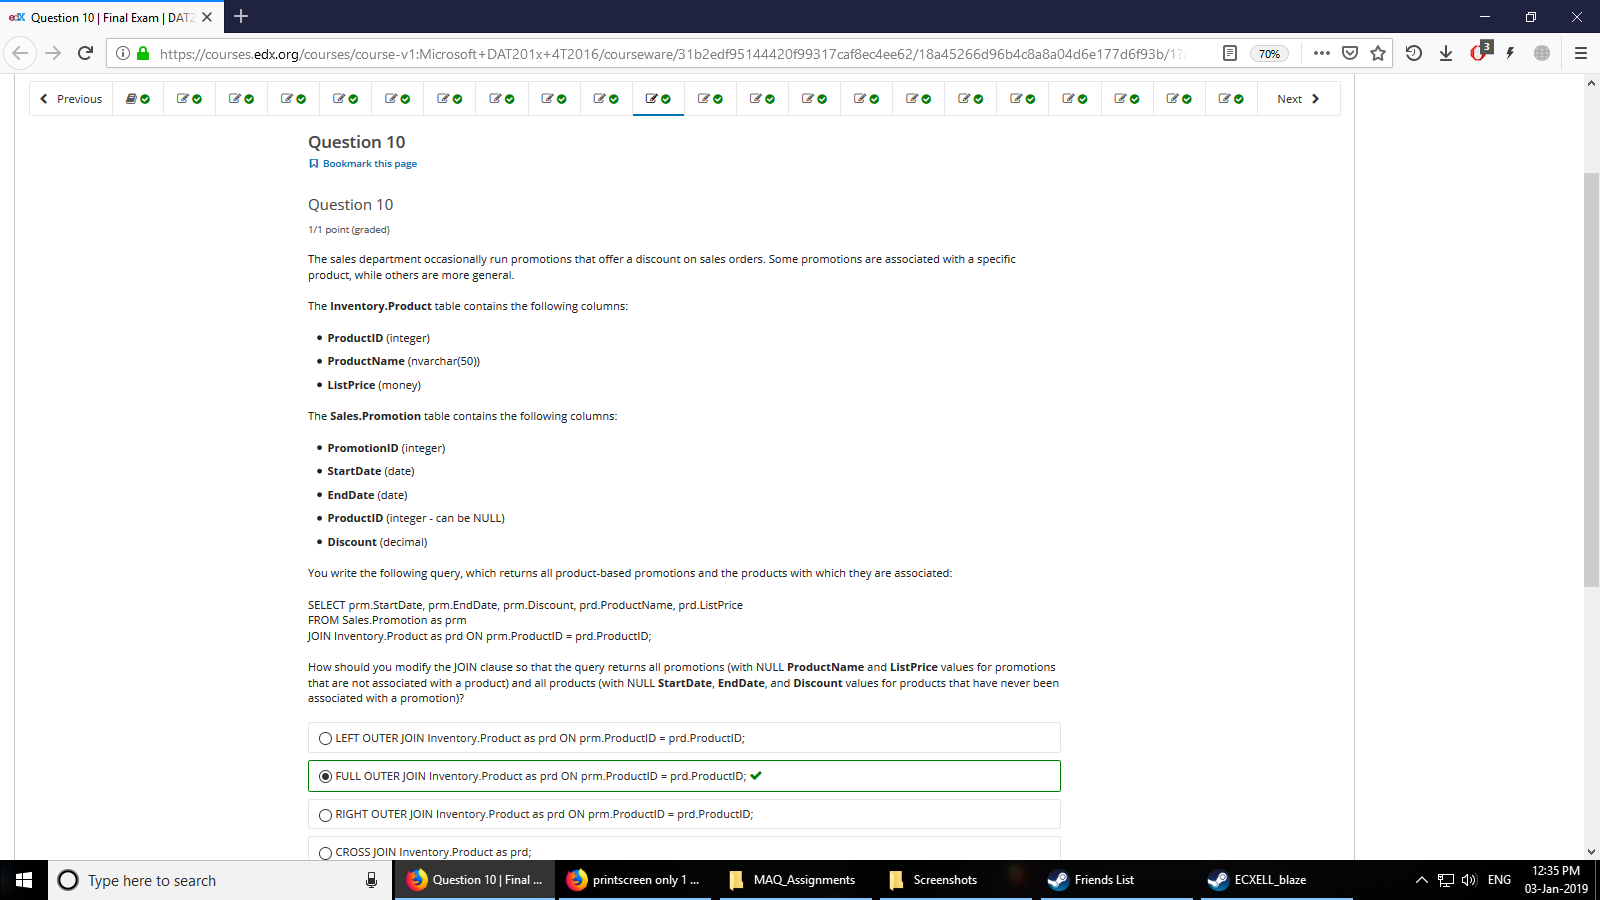 Question 10 | Final Exam | DAT2
https://courses.edx.org/courses/course-v1:Microsoft+DAT201x+4T2016/courseware/31b2edf95144420f99317caf8ec4ee62/18a45266d96b4c8a8a04d6e177d6f93b/1?
70%
3
Previous
Next
Question 10
Bookmark this page
Question 10
1/1 point (graded)
The sales department occasionally run promotions that offer a discount on sales orders. Some promotions are associated with a specific
product, while others are more general.
The Inventory.Product table contains the following columns:
ProductID (integer)
ProductName (nvarchar(50))
ListPrice (money)
The Sales.Promotion table contains the following columns:
PromotionID (integer)
StartDate (date)
EndDate (date)
ProductID (integer - can be NULL)
Discount (decimal)
You write the following query, which returns all product-based promotions and the products with which they are associated:
SELECT prm.StartDate, prm.EndDate, prm.Discount, prd.ProductName, prd.ListPrice
FROM Sales.Promotion as prm
JOIN Inventory.Product as prd ON prm.ProductID = prd.ProductID;
How should you modify the JOIN clause so that the query returns all promotions (with NULL ProductName and ListPrice values for promotions
that are not associated with a product) and all products (with NULL StartDate, EndDate, and Discount values for products that have never been
associated with a promotion)?
LEFT OUTER JOIN Inventory.Product as prd ON prm.ProductID = prd.ProductID;
FULL OUTER JOIN Inventory.Product as prd ON prm.ProductID = prd.ProductID;
RIGHT OUTER JOIN Inventory.Product as prd ON prm.ProductID = prd.ProductID;
CROSS JOIN Inventory.Product as prd;
Type here to search
Question 10 | Final ...
printscreen only 1 ...
MAQ_Assignments
Screenshots
Friends List
ECXELL_blaze
ENG
12:35 PM
03-Jan-2019